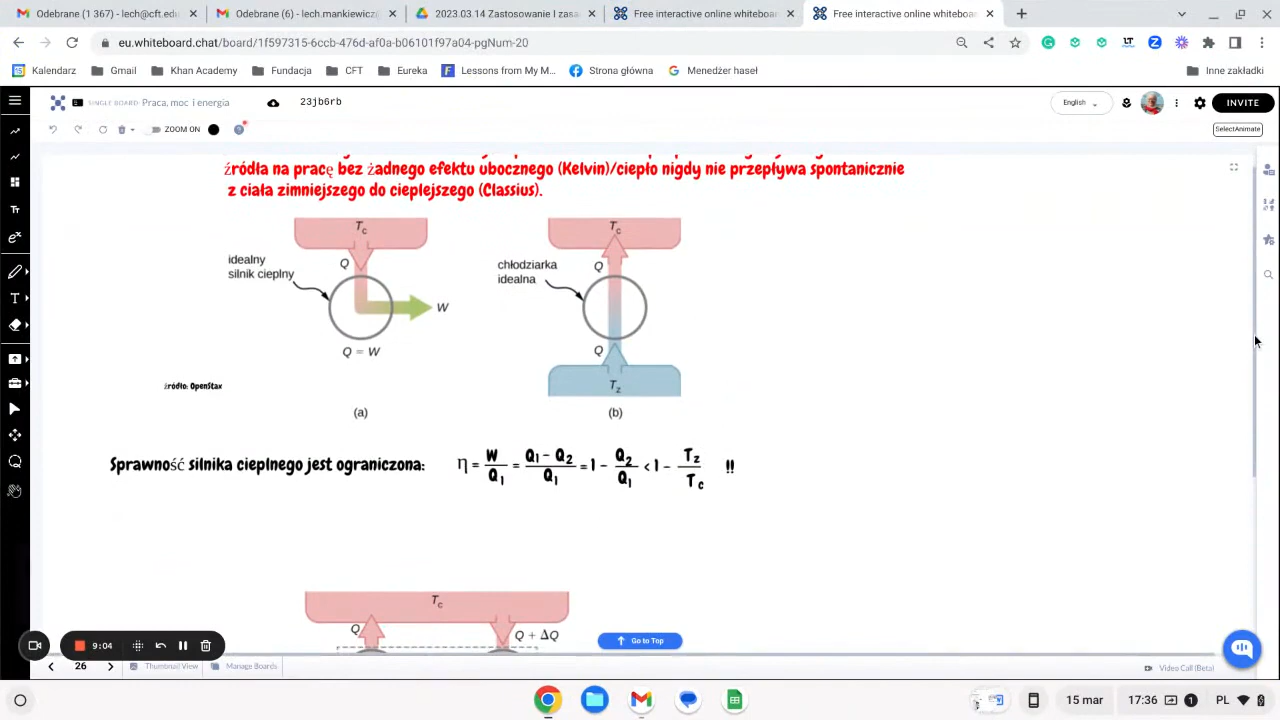 Odebrane (1 367) - lech@cft.edu
Odebrane (6) - lech.markiewicz
2023.03.14 Zastosowanie I zasa
Free interactive online whiteboa
Free interactive online whiteboa
eu.whiteboard.chat/board/1f597315-6ccb-476d-af0a-b06101f97a04-pgNum-20
Kalendarz
Gmail
Khan Academy
Fundacja
CFT
Eureka
Lessons from My M...
Strona główna
Menedżer haseł
Inne zakładki
SINGLE BOARD: Praca, moc i energia
23jb6rb
English
INVITE
ZOOM ON
SelectAnimate
źródła na pracę bez żadnego efektu ubocznego (Kelvin)/ciepło nigdy nie przepływa spontanicznie
z ciała zimniejszego do cieplejszego (Classius).
Tc
Tc
idealny
silnik cieplny
Q
W
Q = W
chłodziarka
idealna
Q
Q
Tz
źródło: OpenStax
(a)
(b)
Sprawność silnika cieplnego jest ograniczona: η = W/Q1 = Q1 - Q2/Q1 = 1 - Q2/Q1 < 1 - Tz/Tc !!
Tc
Q
Q + ΔQ
Go to Top
9:04
26
Thumbnail View
Manage Boards
Video Call (Beta)
15 mar
17:36
1
PL